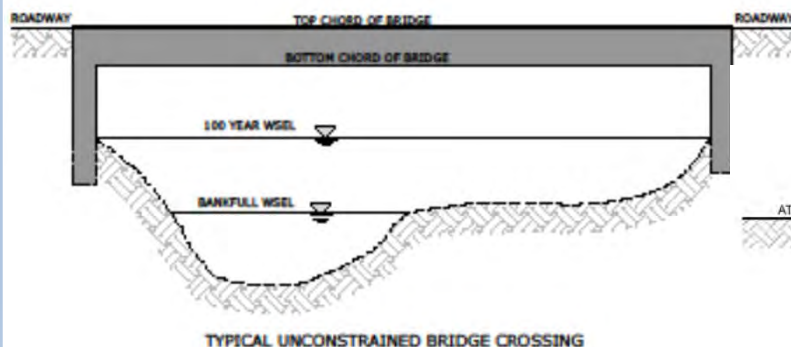 ROADWAY
TOP CHORD OF BRIDGE
ROADWAY
BOTTOM CHORD OF BRIDGE
100 YEAR WSEL
BANKFULL WSEL
AT
TYPICAL UNCONSTRAINED BRIDGE CROSSING